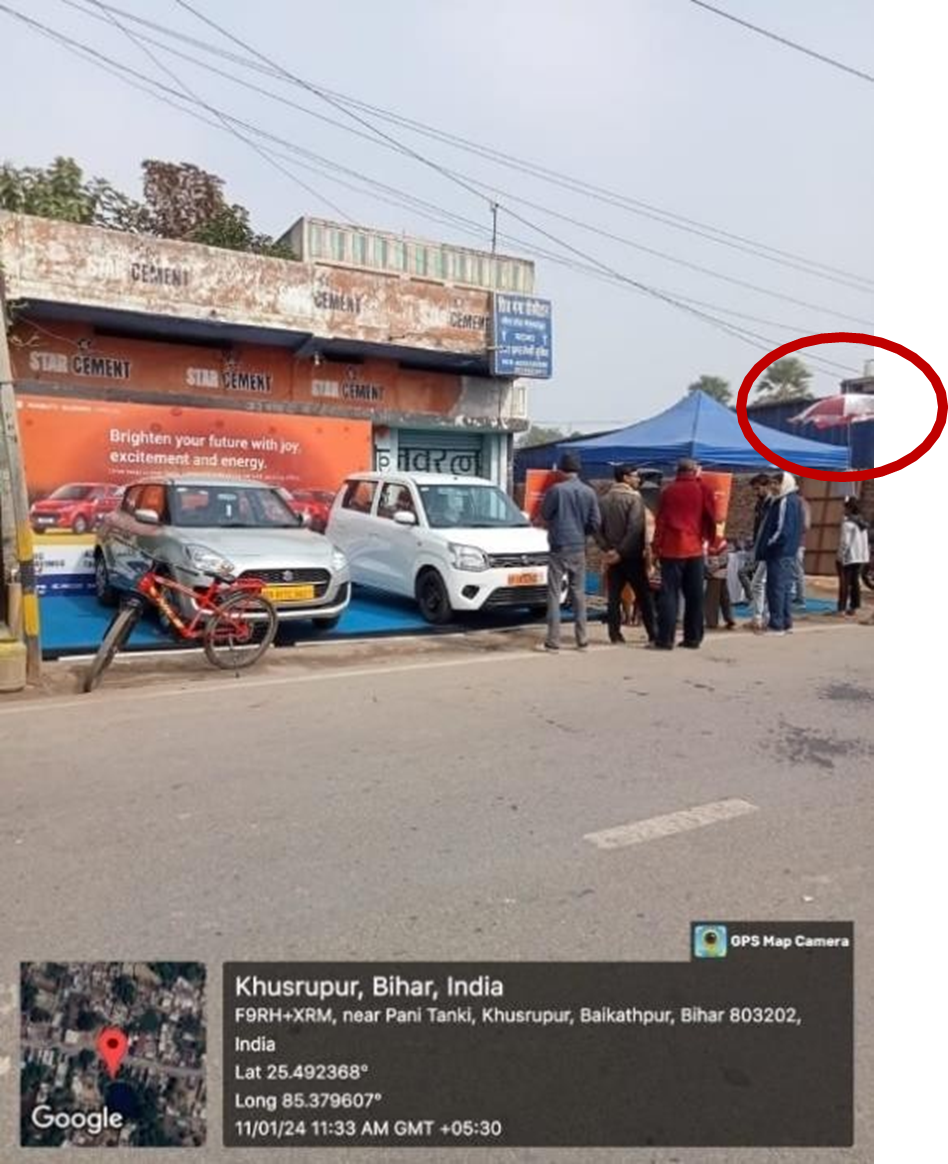 STAR CEMENT
CEMENT
CEMENT
STAR CEMENT
STAR CEMENT
STAR CEMENT
Brighten your future with joy,
excitement and energy.
नवरत्न
GPS Map Camera
Khusrupur, Bihar, India
F9RH+XRM, near Pani Tanki, Khusrupur, Baikathpur, Bihar 803202,
India
Lat 25.492368°
Long 85.379607°
11/01/24 11:33 AM GMT +05:30
Google